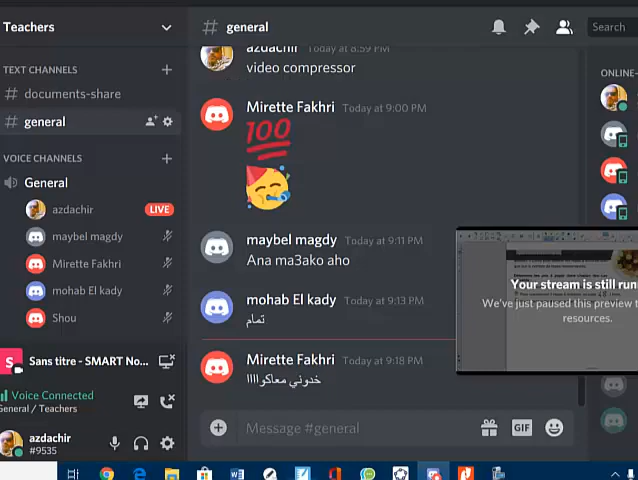 Teachers
# general
Search
TEXT CHANNELS
# documents-share
# general
VOICE CHANNELS
General
azdachir
LIVE
maybel magdy
Mirette Fakhri
mohab El kady
Shou
Sans titre - SMART No...
Voice Connected
General / Teachers
azdachir
#9535
azdachir Today at 8:59 PM
video compressor
Mirette Fakhri Today at 9:00 PM
100
maybel magdy Today at 9:11 PM
Ana ma3ako aho
mohab El kady Today at 9:13 PM
تمام
Mirette Fakhri Today at 9:18 PM
خدوني معاكواااا
Message #general
GIF
ONLINE—
Your stream is still run
We've just paused this preview t
resources.